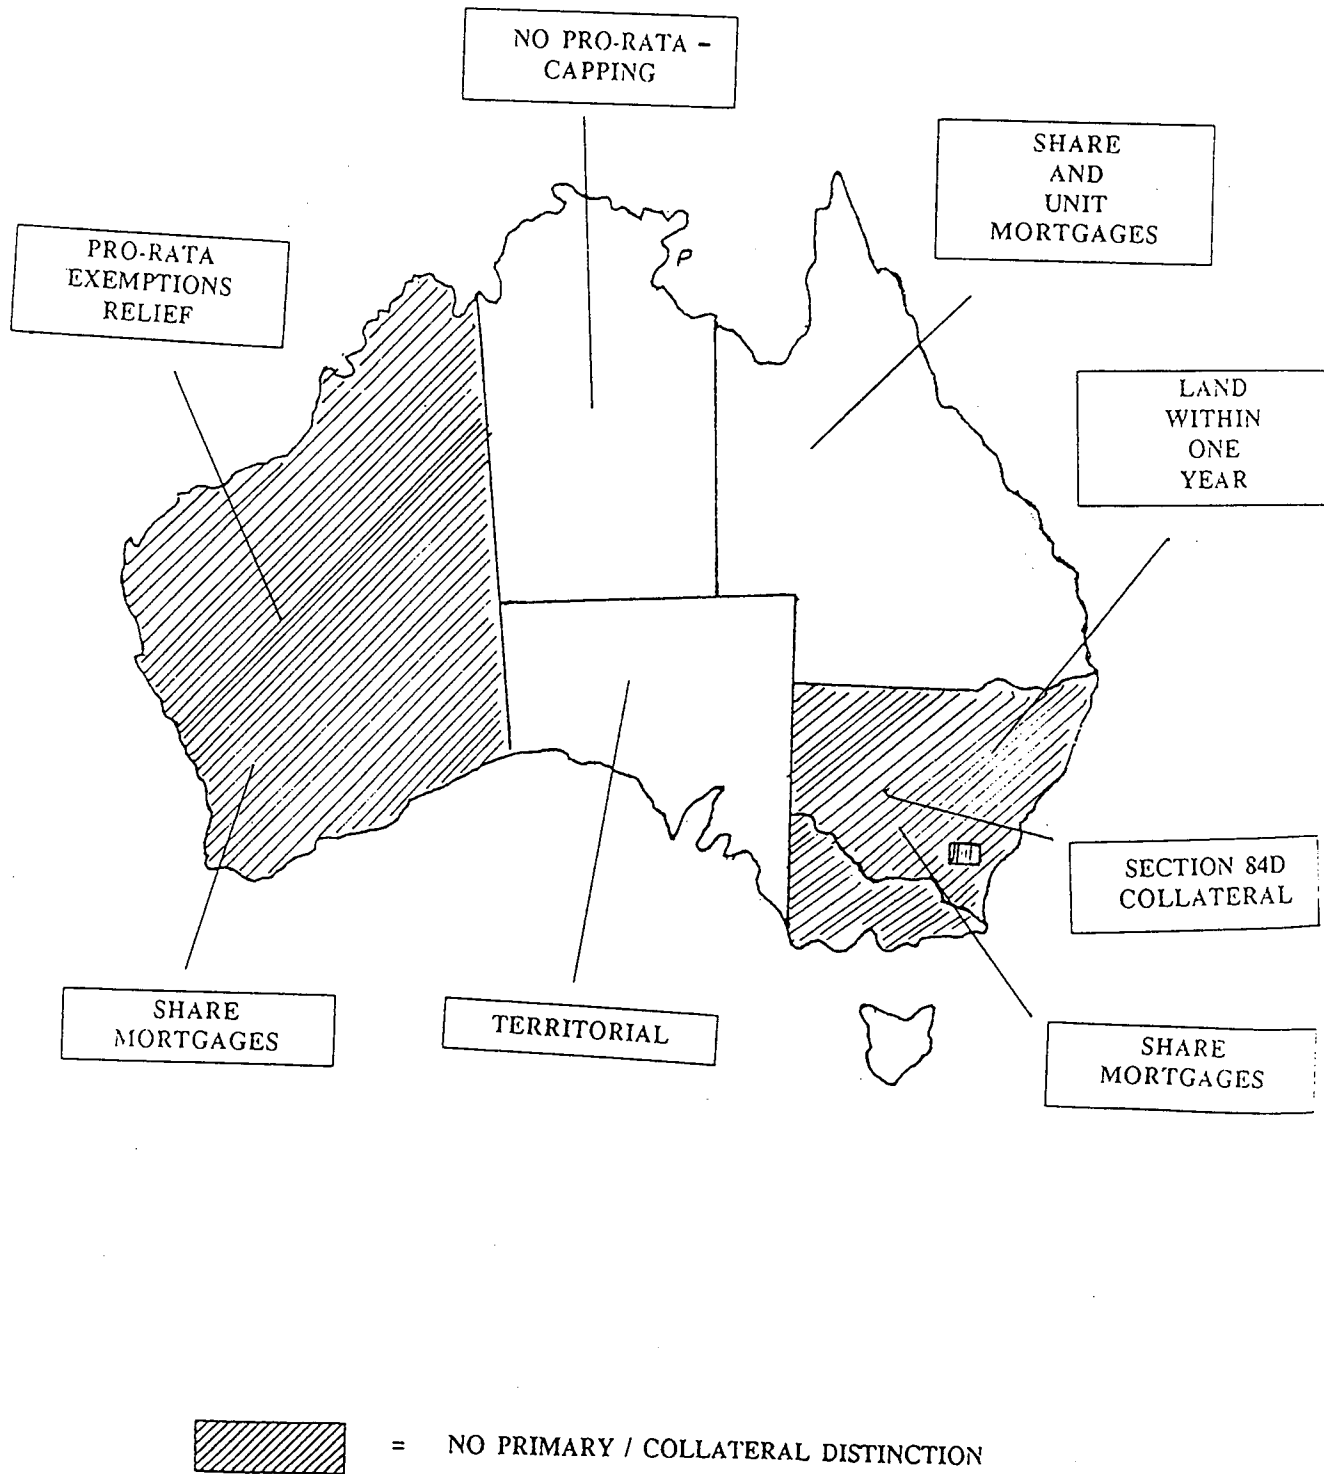 NO PRO-RATA –
CAPPING
SHARE
AND
UNIT
MORTGAGES
PRO-RATA
EXEMPTIONS
RELIEF
LAND
WITHIN
ONE
YEAR
SECTION 84D
COLLATERAL
SHARE
MORTGAGES
TERRITORIAL
SHARE
MORTGAGES
= NO PRIMARY / COLLATERAL DISTINCTION